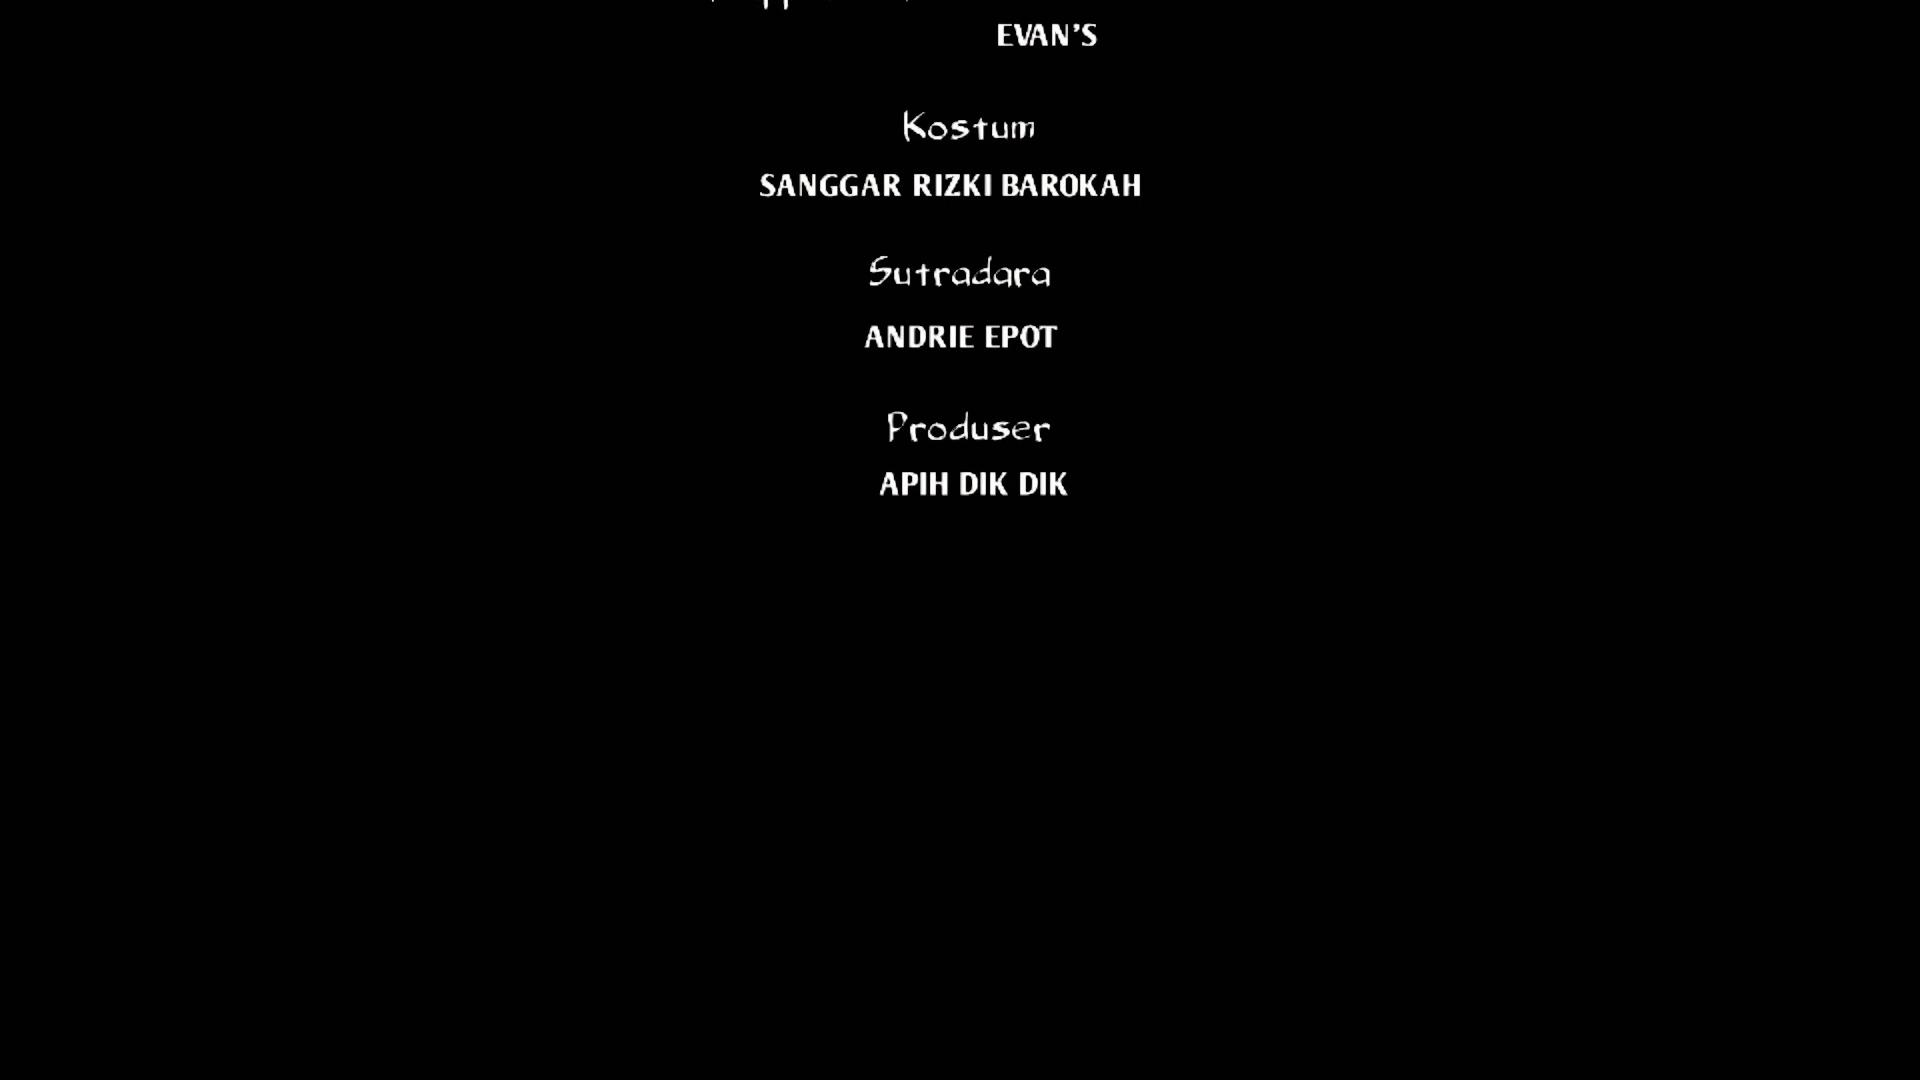 EVAN'S
Kostum
SANGGAR RIZKI BAROKAH
Sutradara
ANDRIE EPOT
Produser
APIH DIK DIK